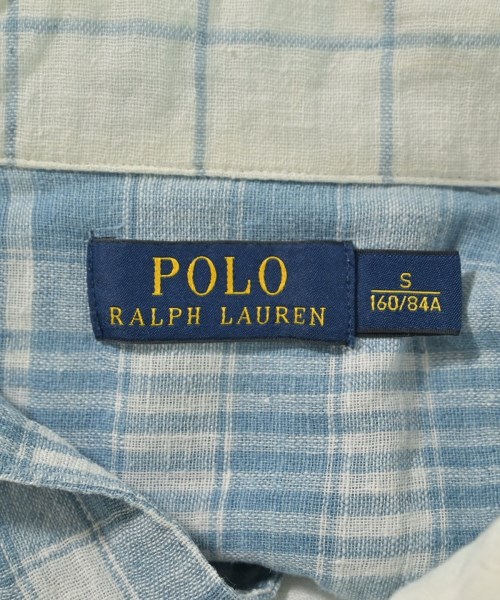 POLO
RALPH LAUREN
S
160/84A